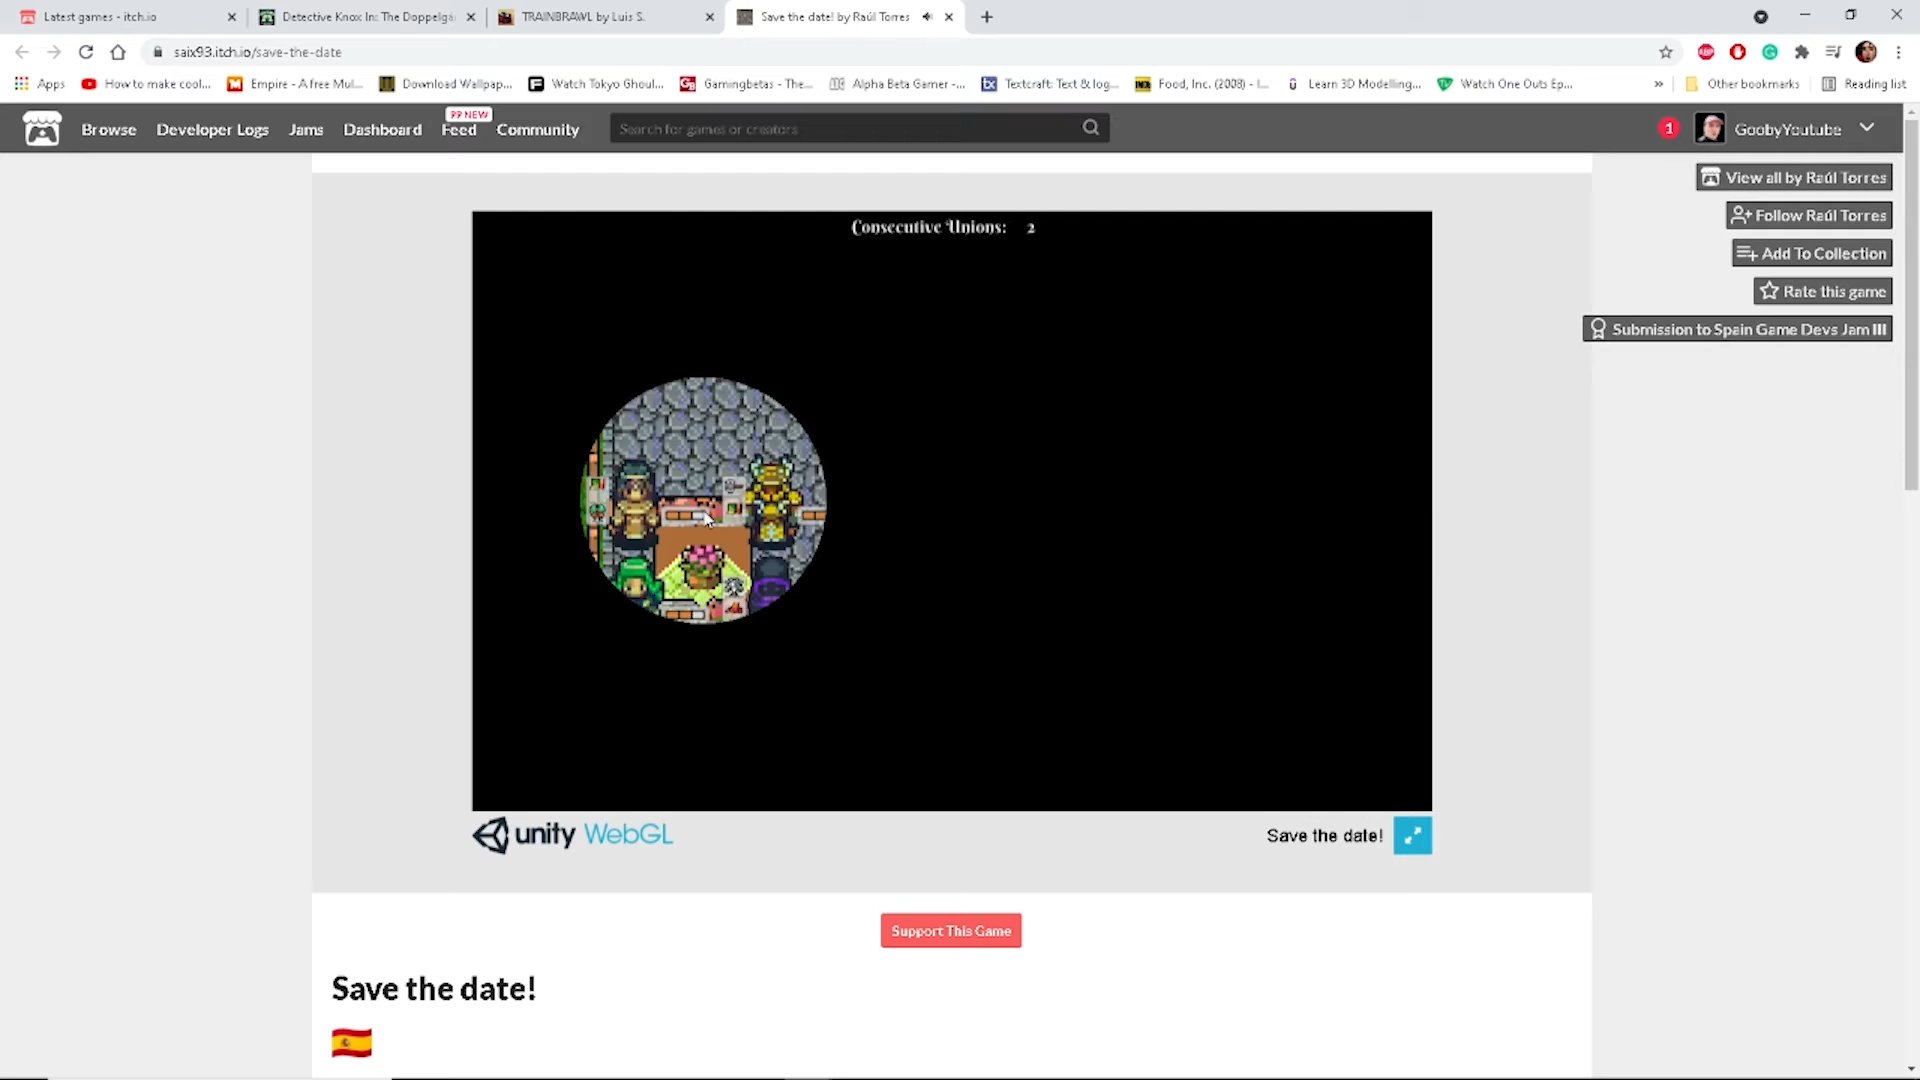 Latest games - itch.io
Detective Knox In: The Doppelgä
TRAINBRAWL by Luis S.
Save the date! by Raúl Torres
saix93.itch.io/save-the-date
ABP
Apps
How to make cool...
Empire - A free Mul...
Download Wallpap...
Watch Tokyo Ghoul...
Gamingbetas - The...
Alpha Beta Gamer -...
Textcraft: Text & log...
Food, Inc. (2008) - I...
Learn 3D Modelling...
Watch One Outs Ep...
»
Other bookmarks
Reading list
Browse
Developer Logs
Jams
Dashboard
99 NEW
Feed
Community
Search for games or creators
1
GoobyYoutube
View all by Raúl Torres
Follow Raúl Torres
Add To Collection
Rate this game
Submission to Spain Game Devs Jam III
Consecutive Unions: 2
unity WebGL
Save the date!
Support This Game
Save the date!